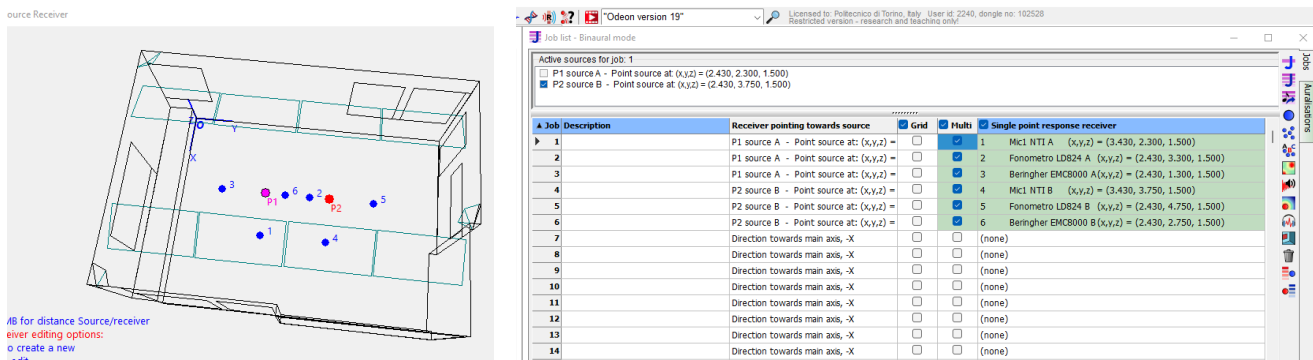 ource Receiver
O
Y
X
3
P1
6
2
P2
5
1
4
MB for distance Source/receiver
eiver editing options:
o create a new
edit
"Odeon version 19"
Licensed to: Politecnico di Torino, Italy User id: 2240, dongle no: 102528
Restricted version - research and teaching only!
Job list - Binaural mode
Active sources for job: 1
P1 source A - Point source at: (x,y,z) = (2.430, 2.300, 1.500)
P2 source B - Point source at: (x,y,z) = (2.430, 3.750, 1.500)
Job Description Receiver pointing towards source Grid Multi Single point response receiver
1 P1 source A - Point source at: (x,y,z) = 1 Mic1 NTI A (x,y,z) = (3.430, 2.300, 1.500)
2 P1 source A - Point source at: (x,y,z) = 2 Fonometro LD824 A (x,y,z) = (2.430, 3.300, 1.500)
3 P1 source A - Point source at: (x,y,z) = 3 Beringher EMC8000 A(x,y,z) = (2.430, 1.300, 1.500)
4 P2 source B - Point source at: (x,y,z) = 4 Mic1 NTI B (x,y,z) = (3.430, 3.750, 1.500)
5 P2 source B - Point source at: (x,y,z) = 5 Fonometro LD824 B (x,y,z) = (2.430, 4.750, 1.500)
6 P2 source B - Point source at: (x,y,z) = 6 Beringher EMC8000 B(x,y,z) = (2.430, 2.750, 1.500)
7 Direction towards main axis, -X (none)
8 Direction towards main axis, -X (none)
9 Direction towards main axis, -X (none)
10 Direction towards main axis, -X (none)
11 Direction towards main axis, -X (none)
12 Direction towards main axis, -X (none)
13 Direction towards main axis, -X (none)
14 Direction towards main axis, -X (none)
Jobs
Auralisations